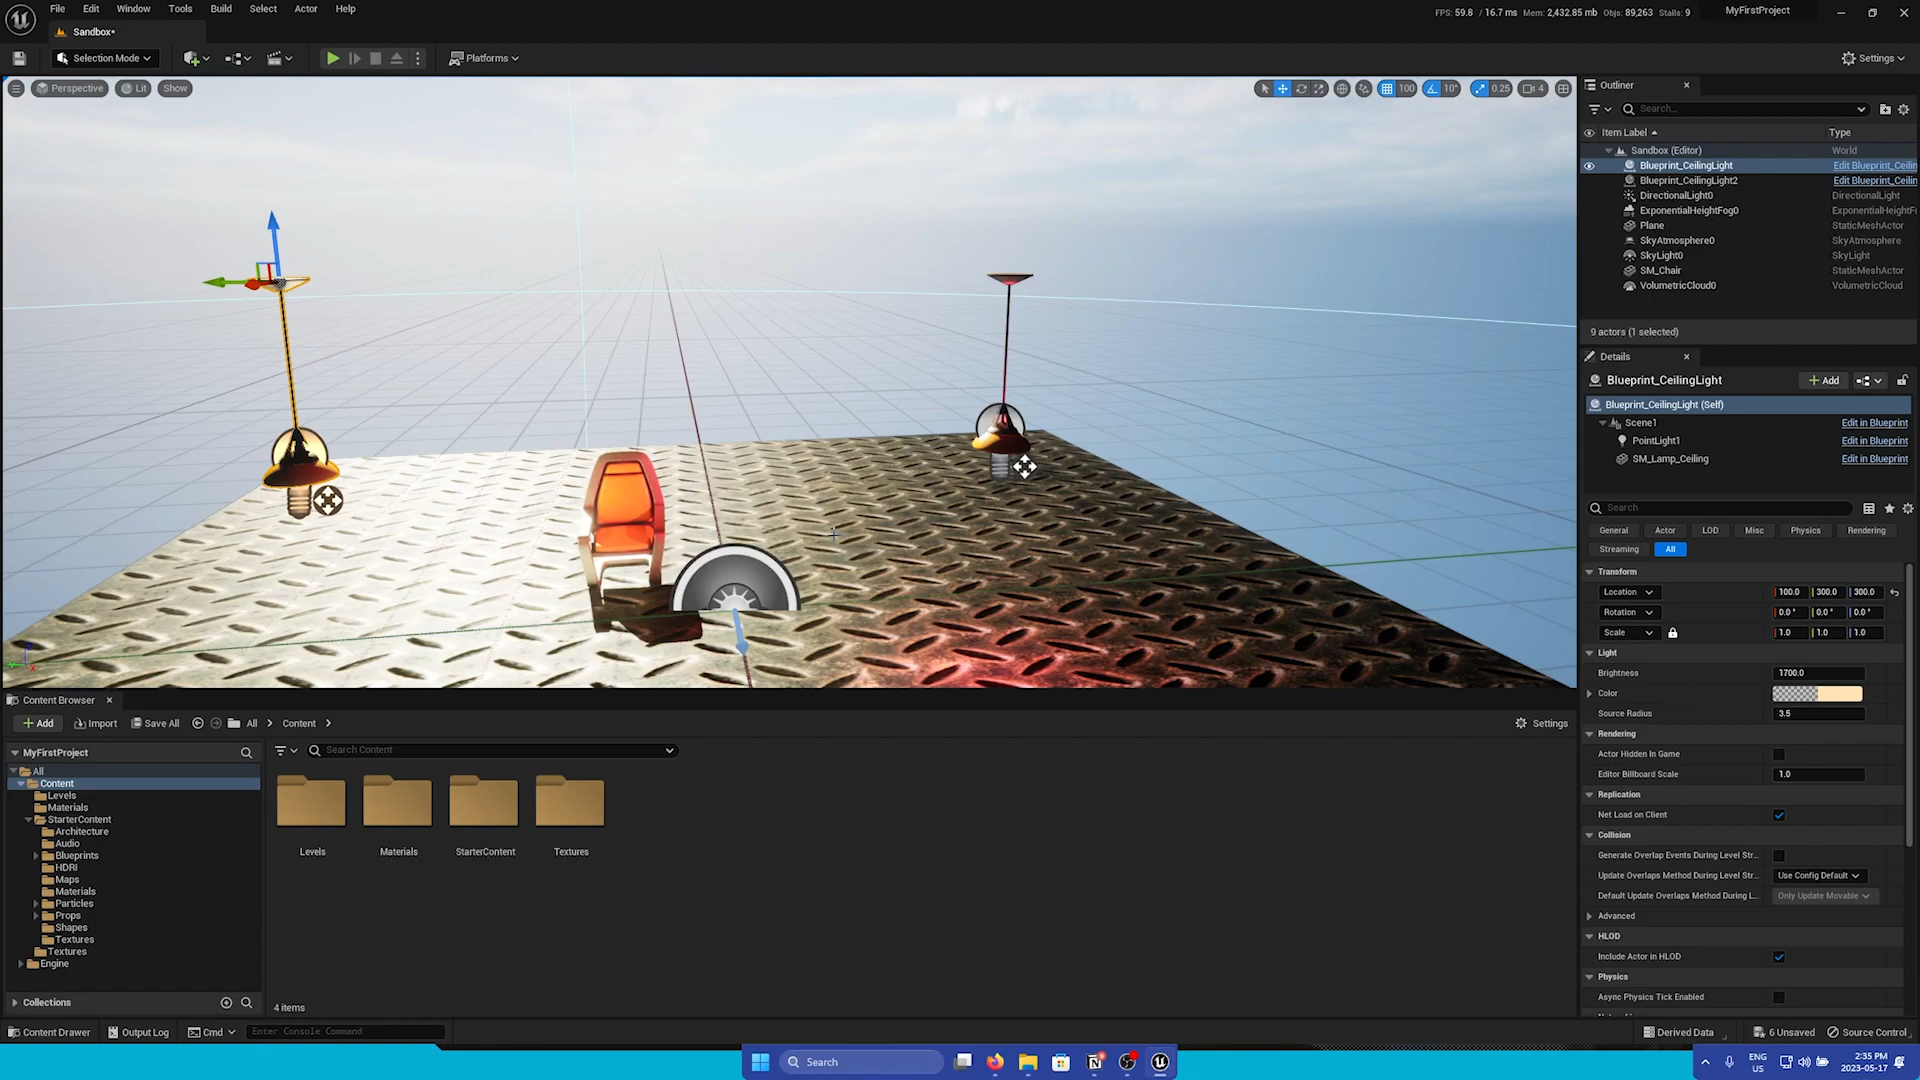 File Edit Window Tools Build Select Actor Help
FPS: 59.8 / 16.7 ms Mem: 2,432.85 mb Objs: 89,263 Stalls: 9
MyFirstProject
Sandbox•
Selection Mode
Platforms
Settings
Perspective Lit Show
100 10° 0.25 4
Outliner
Search...
Item Label Type
Sandbox (Editor) World
Blueprint_CeilingLight Edit Blueprint_Ceilin
Blueprint_CeilingLight2 Edit Blueprint_Ceilin
DirectionalLight0 DirectionalLight
ExponentialHeightFog0 ExponentialHeightFo
Plane StaticMeshActor
SkyAtmosphere0 SkyAtmosphere
SkyLight0 SkyLight
SM_Chair StaticMeshActor
VolumetricCloud0 VolumetricCloud
9 actors (1 selected)
Details
Blueprint_CeilingLight Add
Blueprint_CeilingLight (Self)
Scene1 Edit in Blueprint
PointLight1 Edit in Blueprint
SM_Lamp_Ceiling Edit in Blueprint
Search
General Actor LOD Misc Physics Rendering
Streaming All
Transform
Location 100.0 300.0 300.0
Rotation 0.0 ° 0.0 ° 0.0 °
Scale 1.0 1.0 1.0
Light
Brightness 1700.0
Color
Source Radius 3.5
Rendering
Actor Hidden In Game
Editor Billboard Scale 1.0
Replication
Net Load on Client
Collision
Generate Overlap Events During Level Str...
Update Overlaps Method During Level Str... Use Config Default
Default Update Overlaps Method During L... Only Update Movable
Advanced
HLOD
Include Actor in HLOD
Physics
Async Physics Tick Enabled
Content Browser
Add Import Save All All Content Settings
MyFirstProject
Search Content
All
Content
Levels
Materials
StarterContent
Architecture
Audio
Blueprints
HDRI
Maps
Materials
Particles
Props
Shapes
Textures
Textures
Engine
Collections
Levels Materials StarterContent Textures
4 items
Content Drawer Output Log Cmd Enter Console Command
Derived Data 6 Unsaved Source Control
Search
ENG
US
2:35 PM
2023-05-17